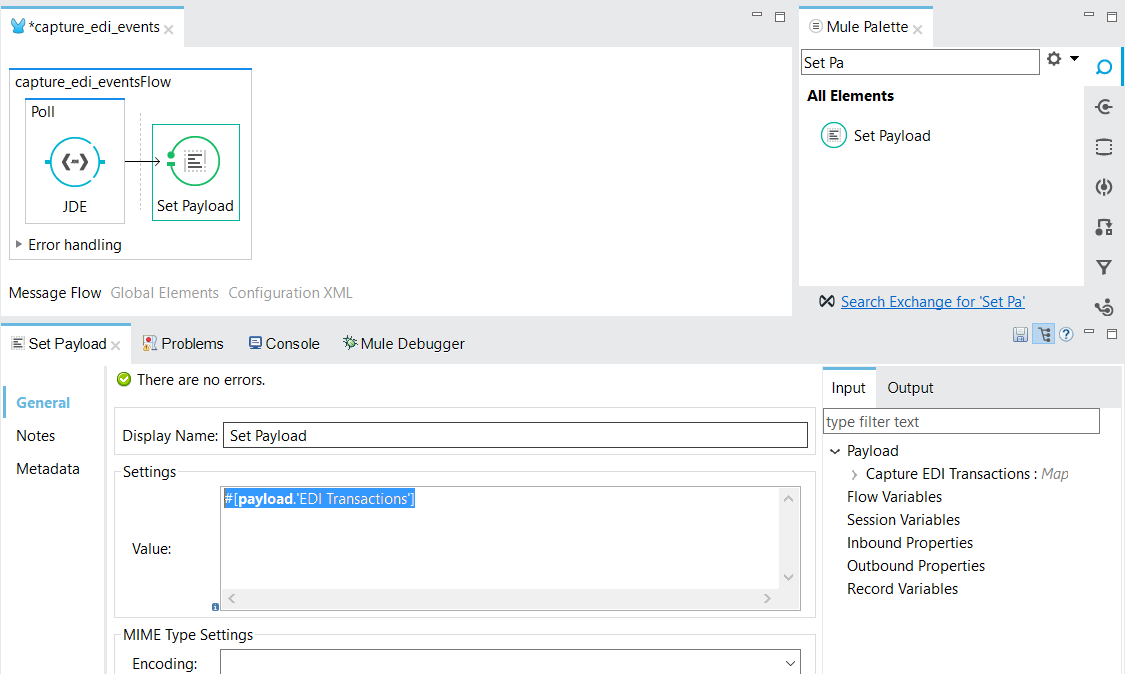 *capture_edi_events
capture_edi_eventsFlow
Poll
JDE
Set Payload
Error handling
Message Flow Global Elements Configuration XML
Mule Palette
Set Pa
All Elements
Set Payload
Search Exchange for 'Set Pa'
Set Payload Problems Console Mule Debugger
General
Notes
Metadata
There are no errors.
Display Name: Set Payload
Settings
Value: #[payload.'EDI Transactions']
MIME Type Settings
Encoding:
Input Output
type filter text
Payload
Capture EDI Transactions : Map
Flow Variables
Session Variables
Inbound Properties
Outbound Properties
Record Variables